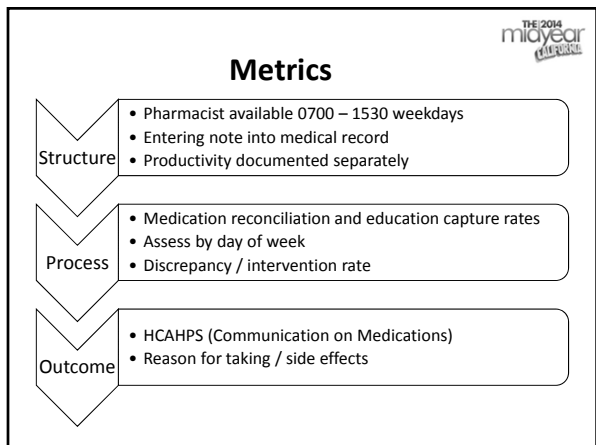 THE 2014
midyear
CALIFORNIA
Metrics
Structure
• Pharmacist available 0700 – 1530 weekdays
• Entering note into medical record
• Productivity documented separately
Process
• Medication reconciliation and education capture rates
• Assess by day of week
• Discrepancy / intervention rate
Outcome
• HCAHPS (Communication on Medications)
• Reason for taking / side effects